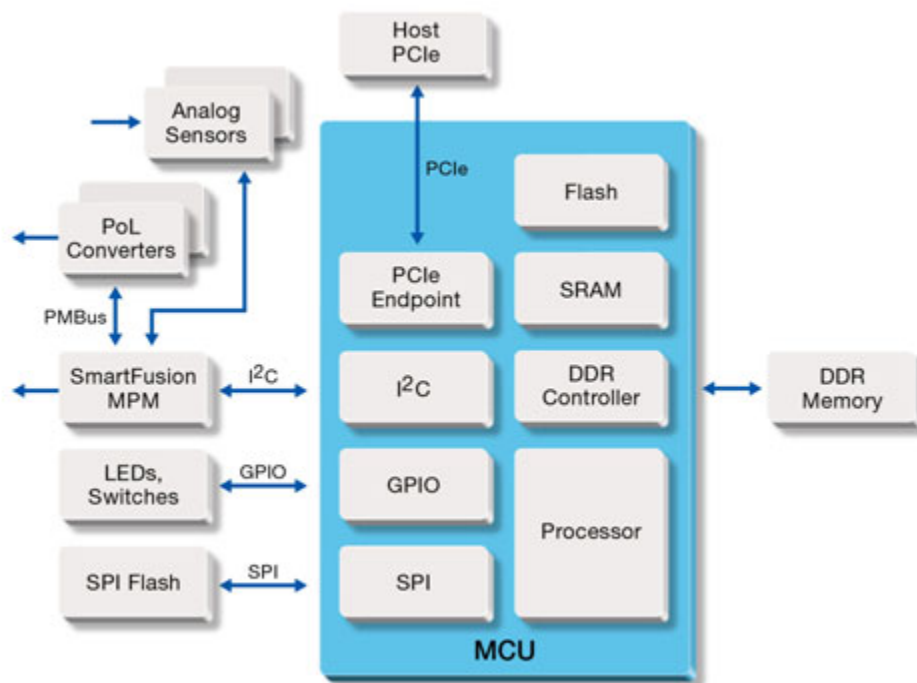 Host
PCIe
Analog
Sensors
PCIe
Flash
PoL
Converters
PCIe
Endpoint
SRAM
PMBus
SmartFusion
MPM
I²C
I²C
DDR
Controller
DDR
Memory
LEDs,
Switches
GPIO
GPIO
Processor
SPI Flash
SPI
SPI
MCU